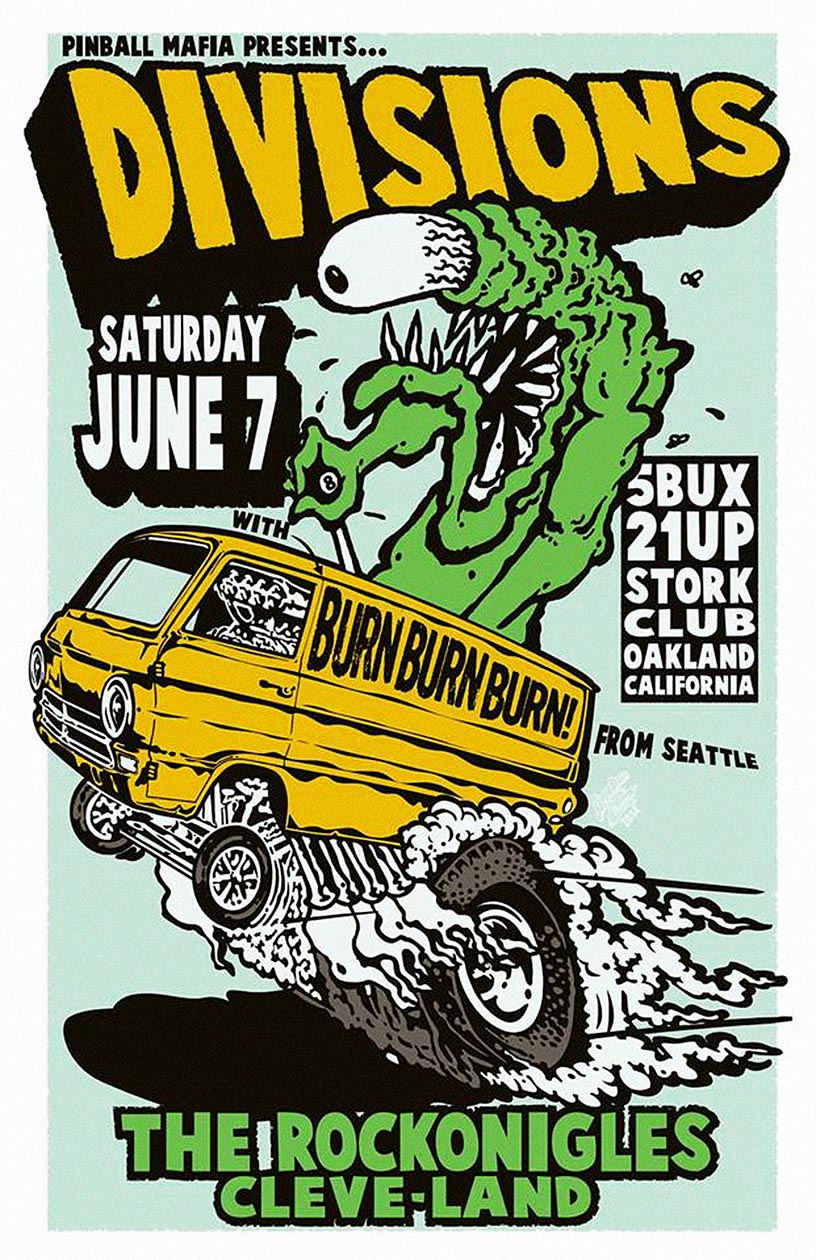 PINBALL MAFIA PRESENTS...
DIVISIONS
SATURDAY
JUNE 7
8
WITH
BURN BURN BURN!
FROM SEATTLE
5BUX
21UP
STORK
CLUB
OAKLAND
CALIFORNIA
THE ROCKONIGLES
CLEVE-LAND